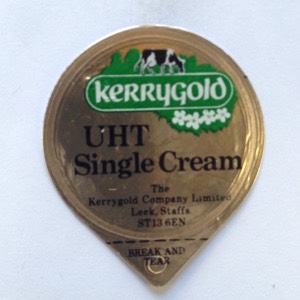 KERRYGOLD
UHT
Single Cream
The
Kerrygold Company Limited
Leek, Staffs
ST13 6EN
BREAK AND
TEAR